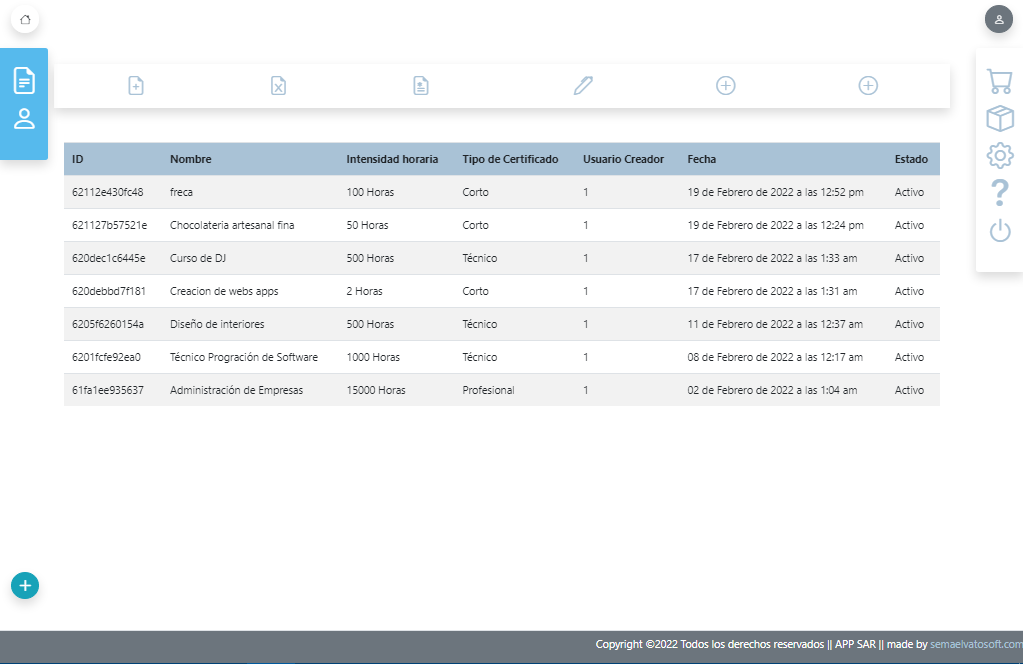 ID Nombre Intensidad horaria Tipo de Certificado Usuario Creador Fecha Estado
62112e430fc48 freca 100 Horas Corto 1 19 de Febrero de 2022 a las 12:52 pm Activo
621127b57521e Chocolateria artesanal fina 50 Horas Corto 1 19 de Febrero de 2022 a las 12:24 pm Activo
620dec1c6445e Curso de DJ 500 Horas Técnico 1 17 de Febrero de 2022 a las 1:33 am Activo
620debbd7f181 Creacion de webs apps 2 Horas Corto 1 17 de Febrero de 2022 a las 1:31 am Activo
6205f6260154a Diseño de interiores 500 Horas Técnico 1 11 de Febrero de 2022 a las 12:37 am Activo
6201fcfe92ea0 Técnico Progración de Software 1000 Horas Técnico 1 08 de Febrero de 2022 a las 12:17 am Activo
61fa1ee935637 Administración de Empresas 15000 Horas Profesional 1 02 de Febrero de 2022 a las 1:04 am Activo
Copyright ©2022 Todos los derechos reservados || APP SAR || made by semaelvatosoft.com